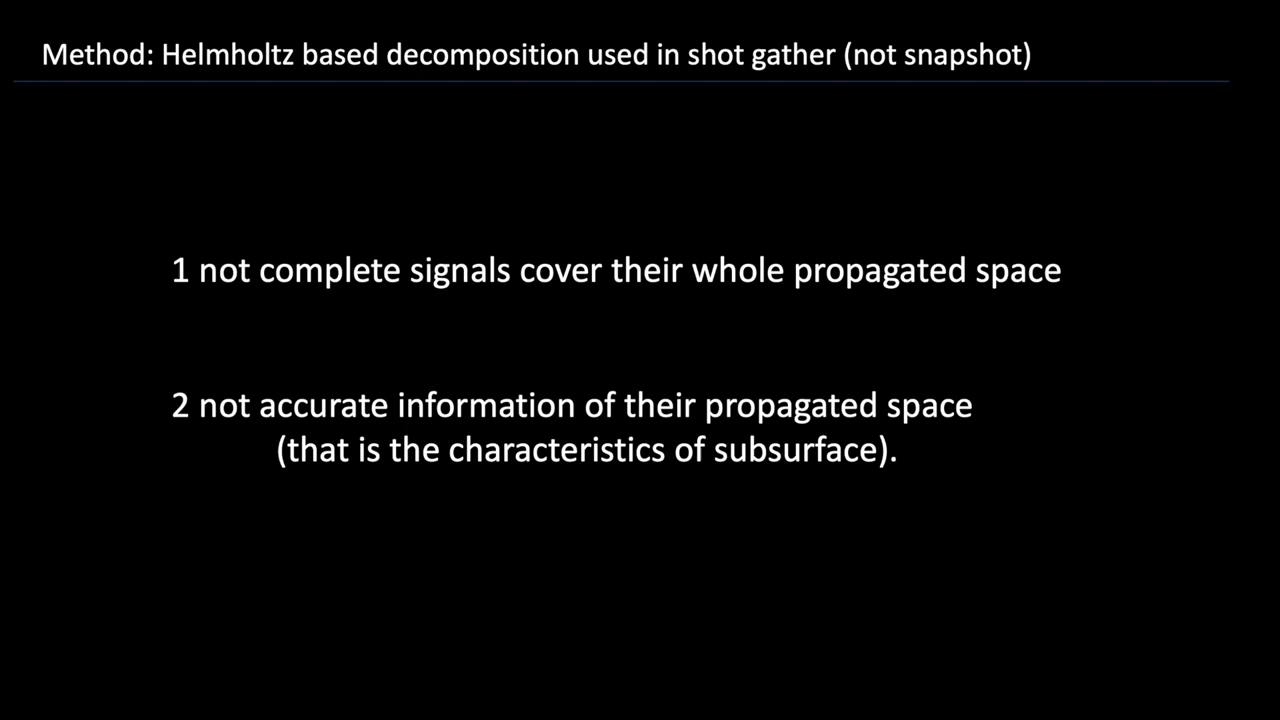 Method: Helmholtz based decomposition used in shot gather (not snapshot)
1 not complete signals cover their whole propagated space
2 not accurate information of their propagated space
(that is the characteristics of subsurface).